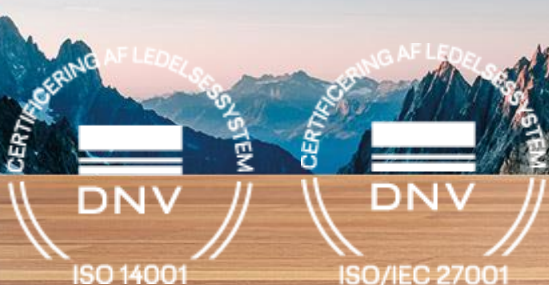 CERTIFICERING AF LEDELSESSYSTEM
DNV
ISO 14001
CERTIFICERING AF LEDELSESSYSTEM
DNV
ISO/IEC 27001